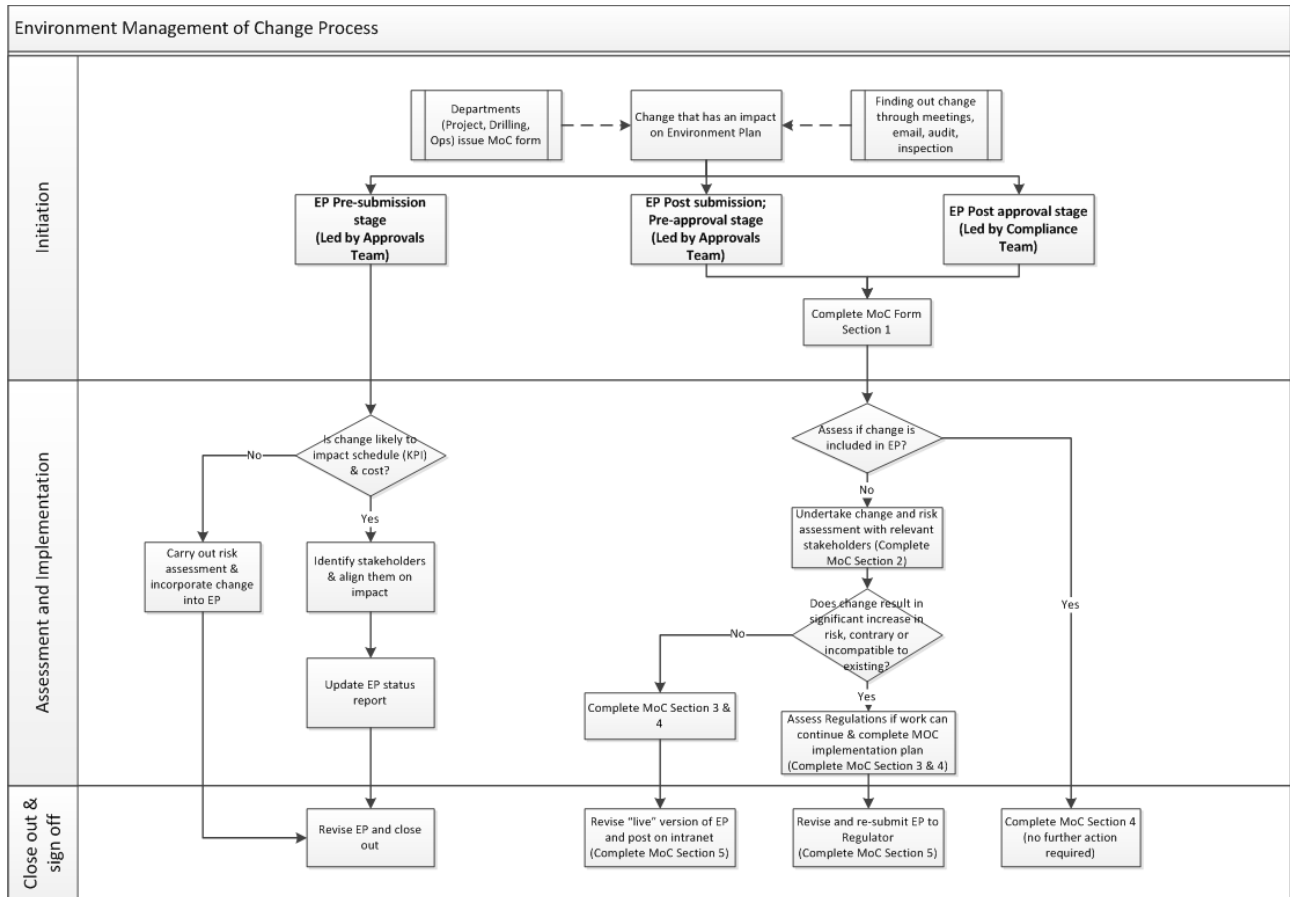 Environment Management of Change Process
Initiation
Departments
(Project, Drilling,
Ops) issue MoC form
Change that has an impact
on Environment Plan
Finding out change
through meetings,
email, audit,
inspection
EP Pre-submission
stage
(Led by Approvals
Team)
EP Post submission;
Pre-approval stage
(Led by Approvals
Team)
EP Post approval stage
(Led by Compliance
Team)
Complete MoC Form
Section 1
Assessment and Implementation
Is change likely to
impact schedule (KPI)
& cost?
No
Yes
Carry out risk
assessment &
incorporate change
into EP
Identify stakeholders
& align them on
impact
Update EP status
report
Assess if change is
included in EP?
No
Yes
Undertake change and risk
assessment with relevant
stakeholders (Complete
MoC Section 2)
Does change result in
significant increase in
risk, contrary or
incompatible to
existing?
No
Yes
Complete MoC Section 3 &
4
Assess Regulations if work can
continue & complete MOC
implementation plan
(Complete MoC Section 3 & 4)
Close out &
sign off
Revise EP and close
out
Revise “live” version of EP
and post on intranet
(Complete MoC Section 5)
Revise and re-submit EP to
Regulator
(Complete MoC Section 5)
Complete MoC Section 4
(no further action
required)